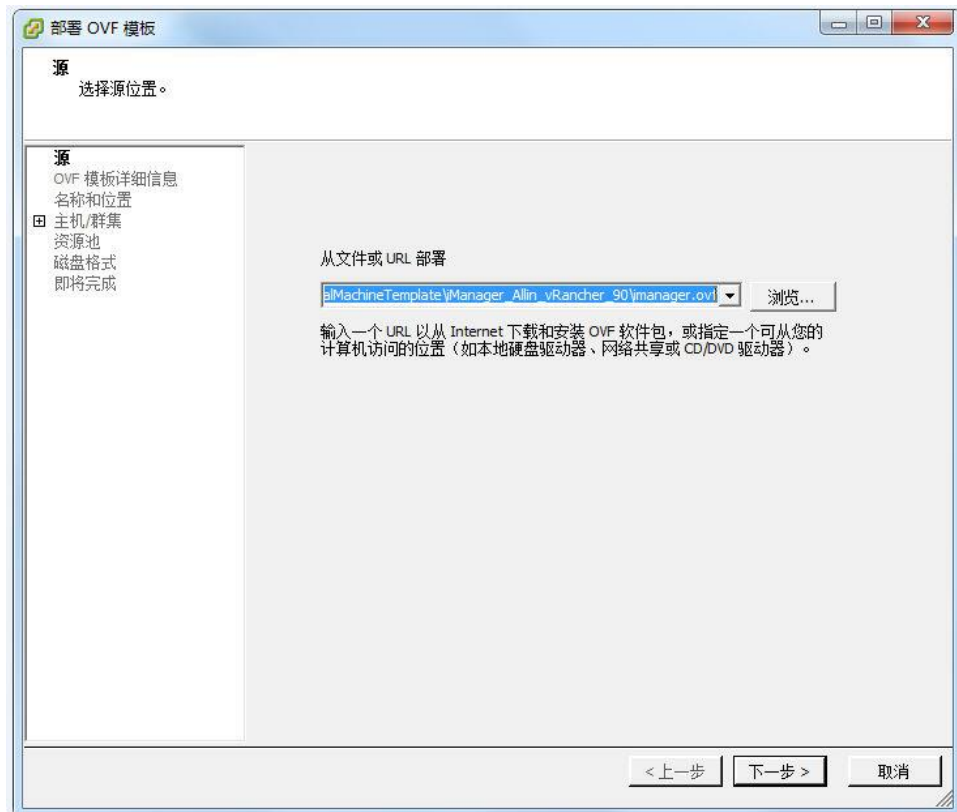 部署 OVF 模板
源
选择源位置。
源
OVF 模板详细信息
名称和位置
主机/群集
资源池
磁盘格式
即将完成
从文件或 URL 部署
alMachineTemplate\iManager_Allin_vRancher_90\imanager.ovf
浏览...
输入一个 URL 以从 Internet 下载和安装 OVF 软件包，或指定一个可从您的
计算机访问的位置（如本地硬盘驱动器、网络共享或 CD/DVD 驱动器）。
<上一步
下一步 >
取消